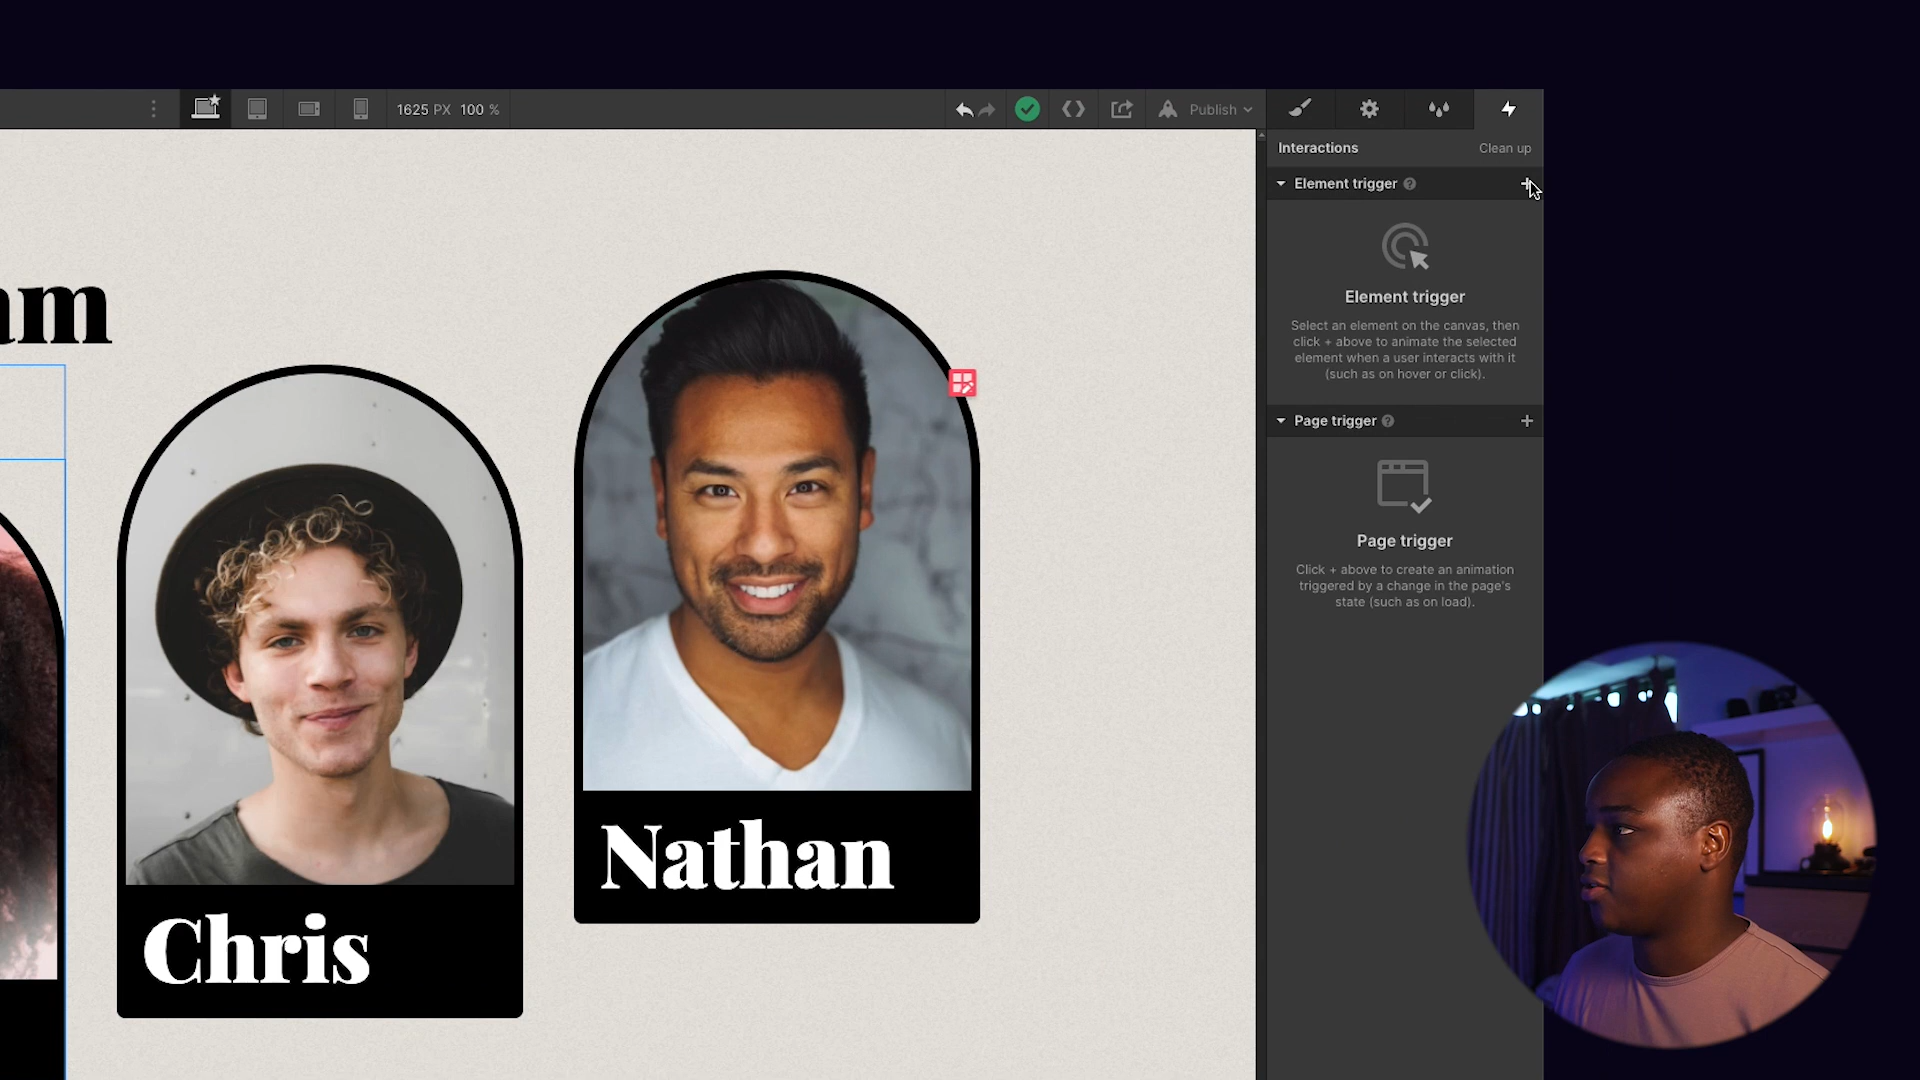 1625 PX 100 %
Publish
Interactions
Clean up
Element trigger
Element trigger
Select an element on the canvas, then
click + above to animate the selected
element when a user interacts with it
(such as on hover or click).
Page trigger
Page trigger
Click + above to create an animation
triggered by a change in the page's
state (such as on load).
am
Nathan
Chris